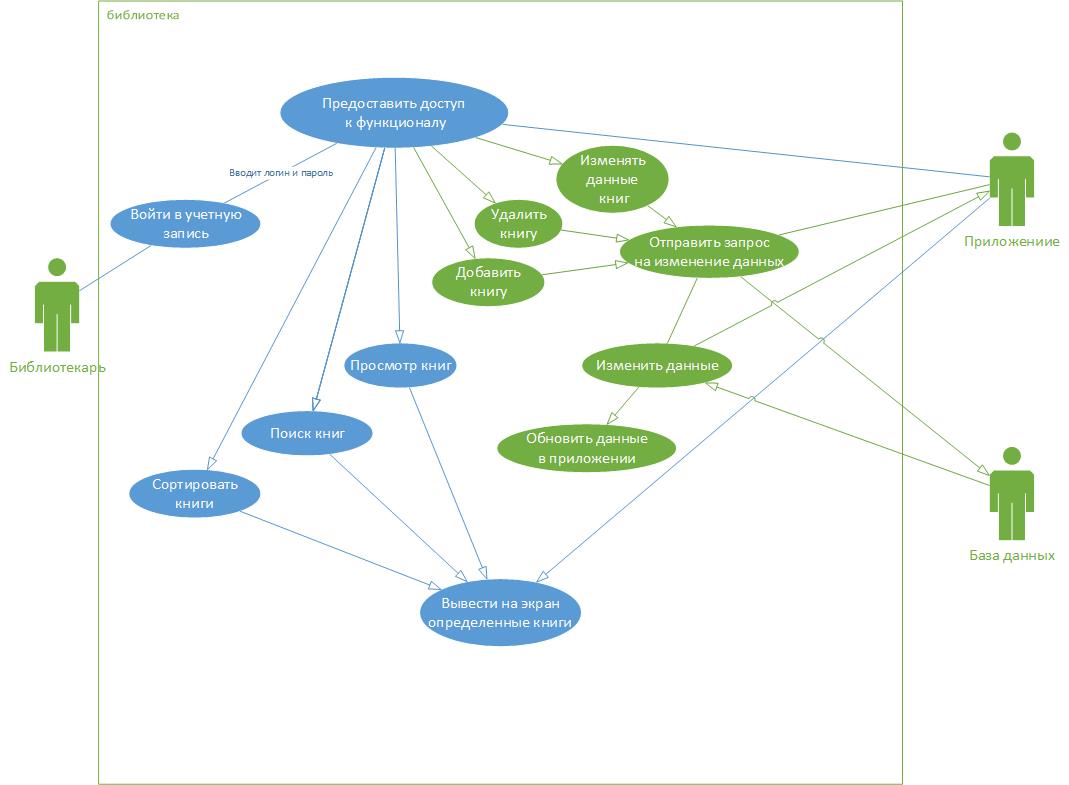 библиотека
Предоставить доступ
к функционалу
Изменять
данные
книг
Вводит логин и пароль
Войти в учетную
запись
Удалить
книгу
Отправить запрос
на изменение данных
Приложениие
Добавить
книгу
Библиотекарь
Просмотр книг
Изменить данные
Поиск книг
Обновить данные
в приложении
Сортировать
книги
База данных
Вывести на экран
определенные книги